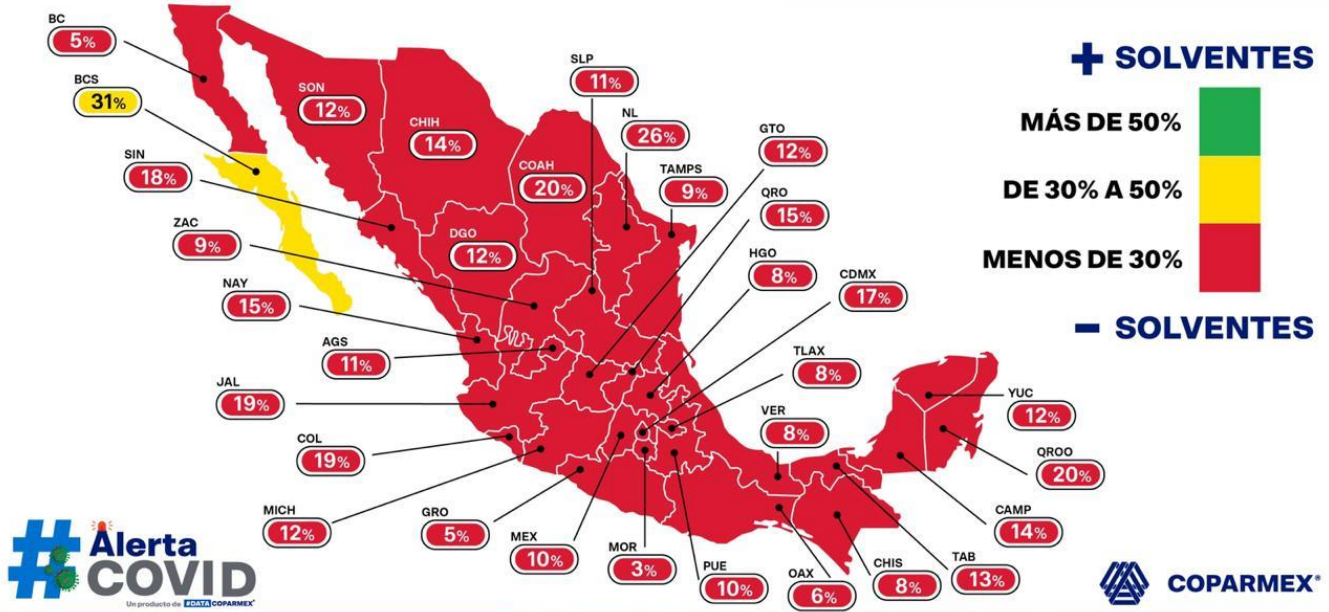 BC
5%
BCS
31%
SON
12%
CHIH
14%
SLP
11%
NL
26%
COAH
20%
TAMPS
9%
GTO
12%
QRO
15%
SIN
18%
ZAC
9%
DGO
12%
HGO
8%
CDMX
17%
NAY
15%
AGS
11%
TLAX
8%
JAL
19%
COL
19%
VER
8%
YUC
12%
QROO
20%
MICH
12%
GRO
5%
MEX
10%
MOR
3%
PUE
10%
OAX
6%
CHIS
8%
TAB
13%
CAMP
14%
+ SOLVENTES
MÁS DE 50%
DE 30% A 50%
MENOS DE 30%
- SOLVENTES
#Alerta
COVID
Un producto de #DATA COPARMEX®
COPARMEX®